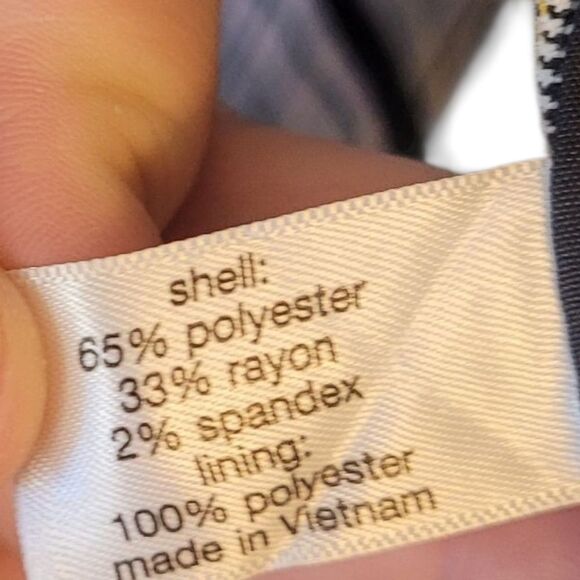 shell:
65% polyester
33% rayon
2% spandex
lining:
100% polyester
made in Vietnam